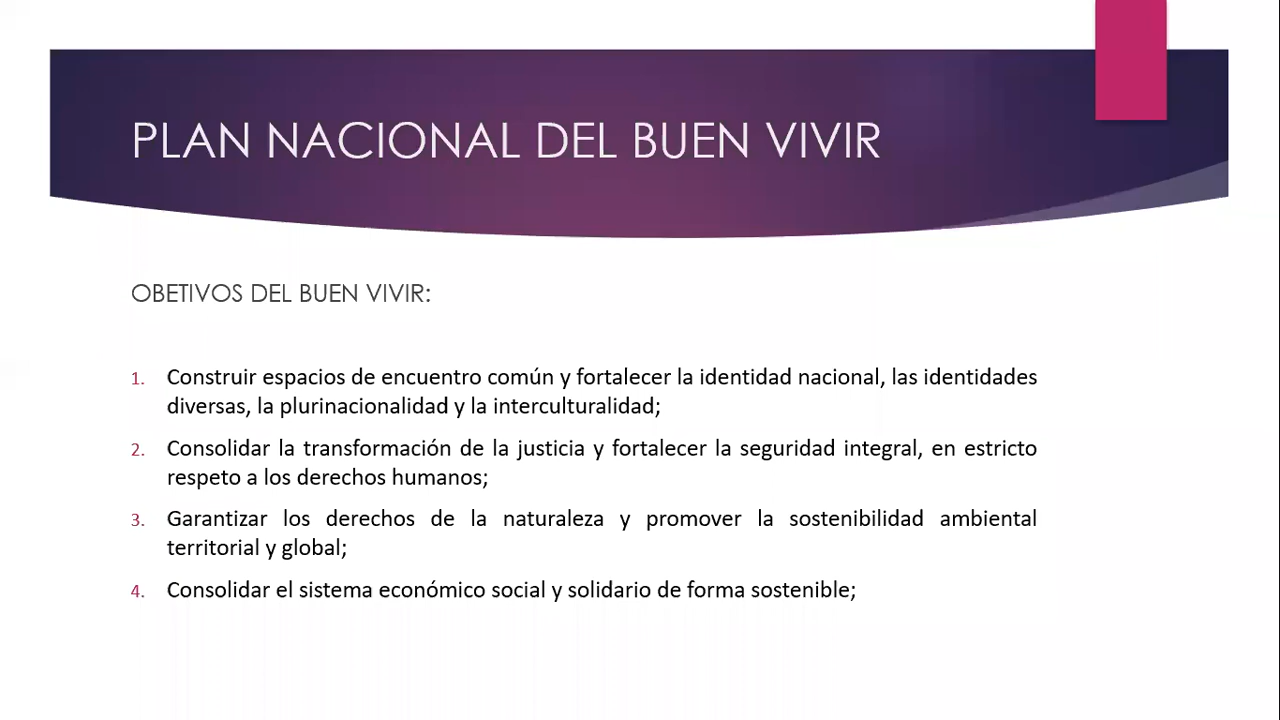 PLAN NACIONAL DEL BUEN VIVIR
OBETIVOS DEL BUEN VIVIR:
1. Construir espacios de encuentro común y fortalecer la identidad nacional, las identidades
diversas, la plurinacionalidad y la interculturalidad;
2. Consolidar la transformación de la justicia y fortalecer la seguridad integral, en estricto
respeto a los derechos humanos;
3. Garantizar los derechos de la naturaleza y promover la sostenibilidad ambiental
territorial y global;
4. Consolidar el sistema económico social y solidario de forma sostenible;